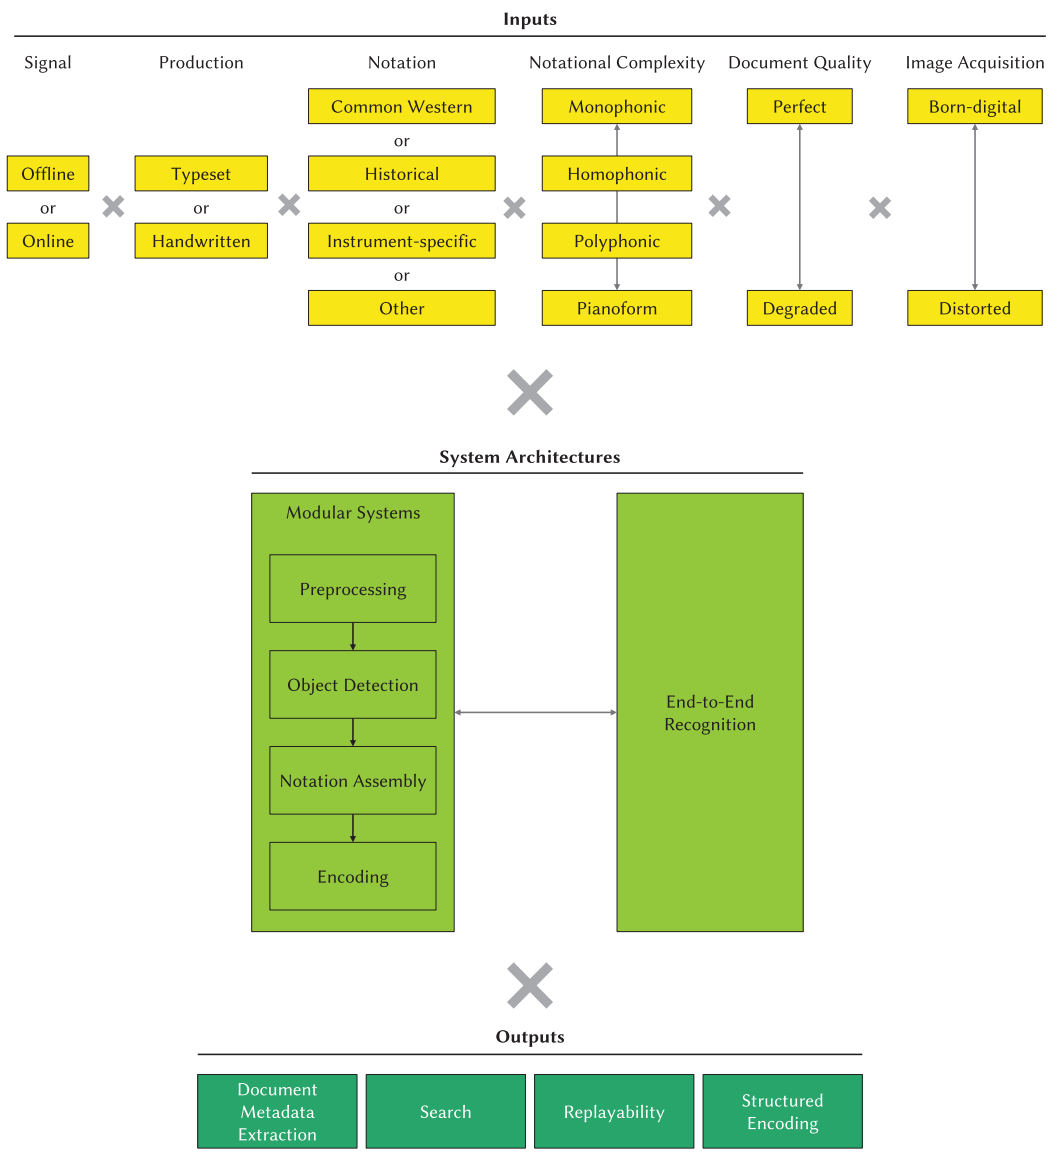 Inputs
Signal
Production
Notation
Notational Complexity
Document Quality
Image Acquisition
Offline
or
Online
Typeset
or
Handwritten
Common Western
or
Historical
or
Instrument-specific
or
Other
Monophonic
Homophonic
Polyphonic
Pianoform
Perfect
Degraded
Born-digital
Distorted
System Architectures
Modular Systems
Preprocessing
Object Detection
Notation Assembly
Encoding
End-to-End
Recognition
Outputs
Document
Metadata
Extraction
Search
Replayability
Structured
Encoding